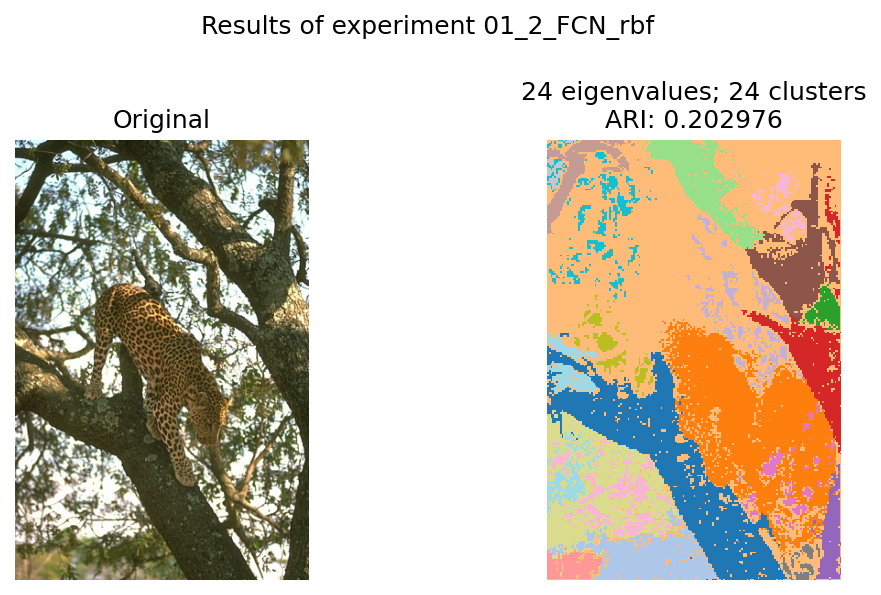 Results of experiment 01_2_FCN_rbf
Original
24 eigenvalues; 24 clusters
ARI: 0.202976